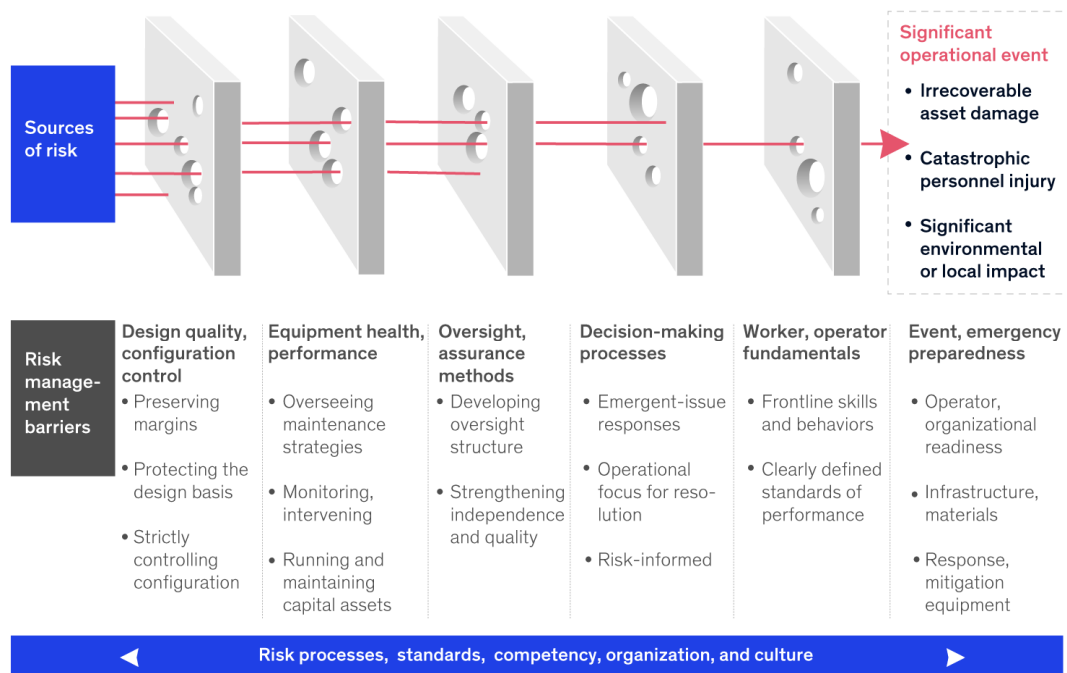 Sources
of risk
Significant
operational event
• Irrecoverable
asset damage
• Catastrophic
personnel injury
• Significant
environmental
or local impact
Risk
manage-
ment
barriers
Design quality,
configuration
control
• Preserving
margins
• Protecting the
design basis
• Strictly
controlling
configuration
Equipment health,
performance
• Overseeing
maintenance
strategies
• Monitoring,
intervening
• Running and
maintaining
capital assets
Oversight,
assurance
methods
• Developing
oversight
structure
• Strengthening
independence
and quality
Decision-making
processes
• Emergent-issue
responses
• Operational
focus for reso-
lution
• Risk-informed
Worker, operator
fundamentals
• Frontline skills
and behaviors
• Clearly defined
standards of
performance
Event, emergency
preparedness
• Operator,
organizational
readiness
• Infrastructure,
materials
• Response,
mitigation
equipment
Risk processes, standards, competency, organization, and culture